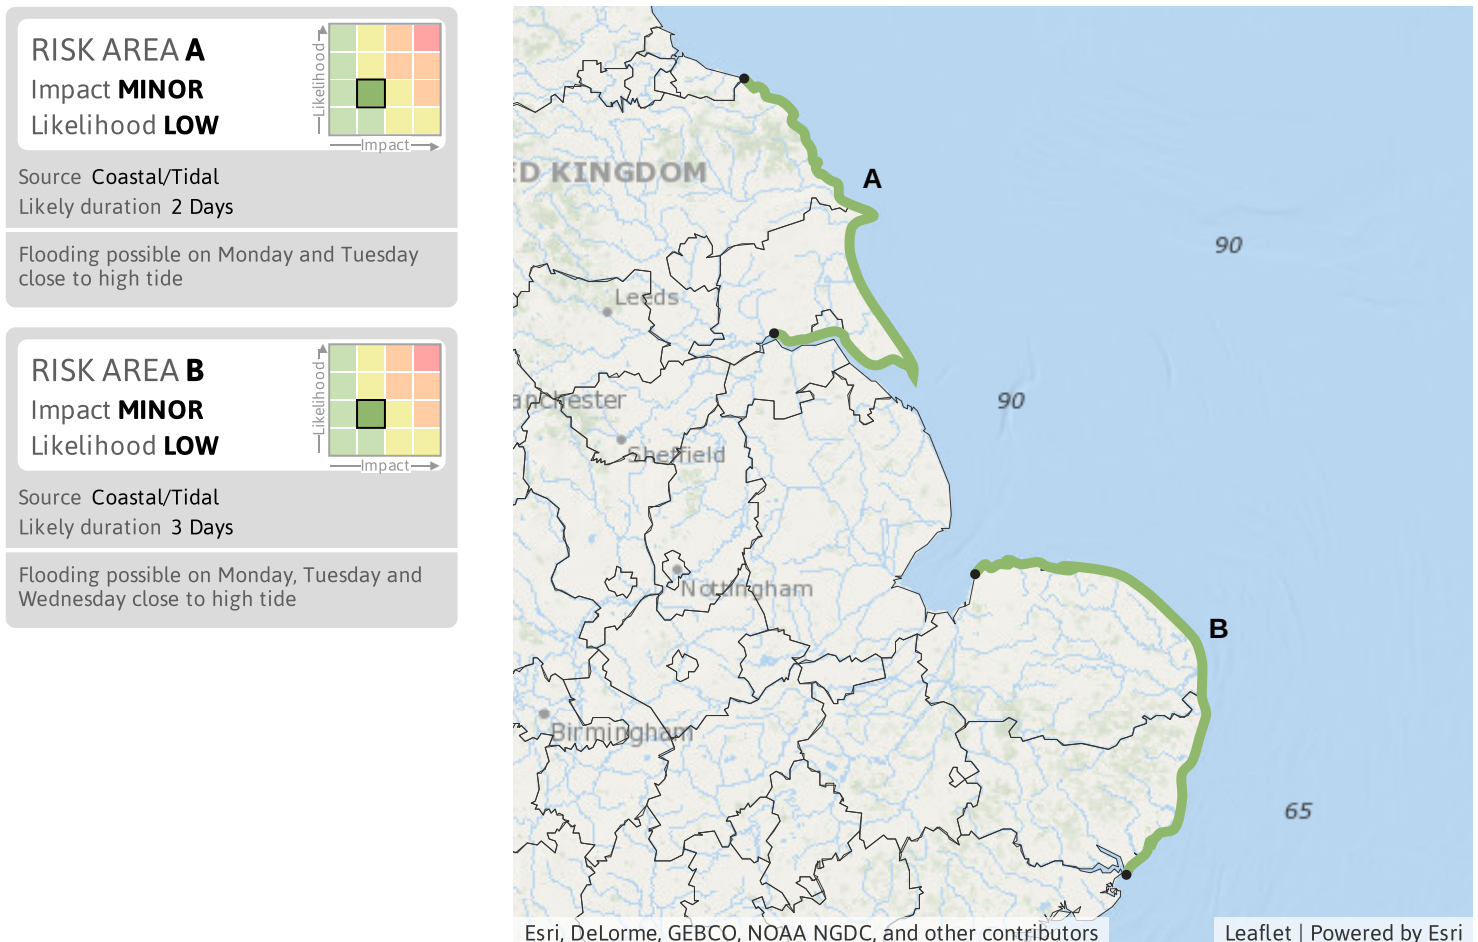 RISK AREA A
Impact MINOR
Likelihood LOW
Likelihood
Impact
Source Coastal/Tidal
Likely duration 2 Days
Flooding possible on Monday and Tuesday
close to high tide
RISK AREA B
Impact MINOR
Likelihood LOW
Likelihood
Impact
Source Coastal/Tidal
Likely duration 3 Days
Flooding possible on Monday, Tuesday and
Wednesday close to high tide
ED KINGDOM
A
90
Leeds
anchester
90
Sheffield
Nottingham
B
Birmingham
65
Esri, DeLorme, GEBCO, NOAA NGDC, and other contributors
Leaflet | Powered by Esri